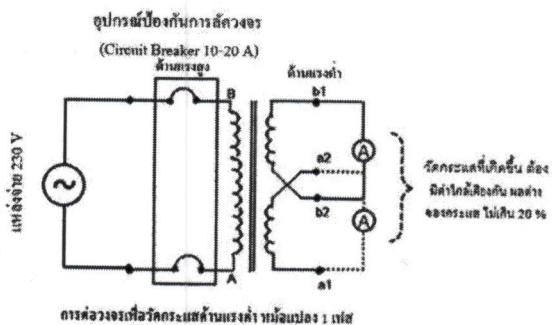 อุปกรณ์ป้องกันการลัดวงจร
(Circuit Breaker 10-20 A)
ด้านแรงสูง
ด้านแรงต่ำ
B
b1
A
แหล่งจ่าย 230 V
a2
b2
A
A
a1
วัดกระแสที่เกิดขึ้น ต้อง
มีค่าใกล้เคียงกัน ผลต่าง
ของกระแส ไม่เกิน 20 %
การต่อวงจรเพื่อวัดกระแสด้านแรงต่ำ หม้อแปลง 1 เฟส